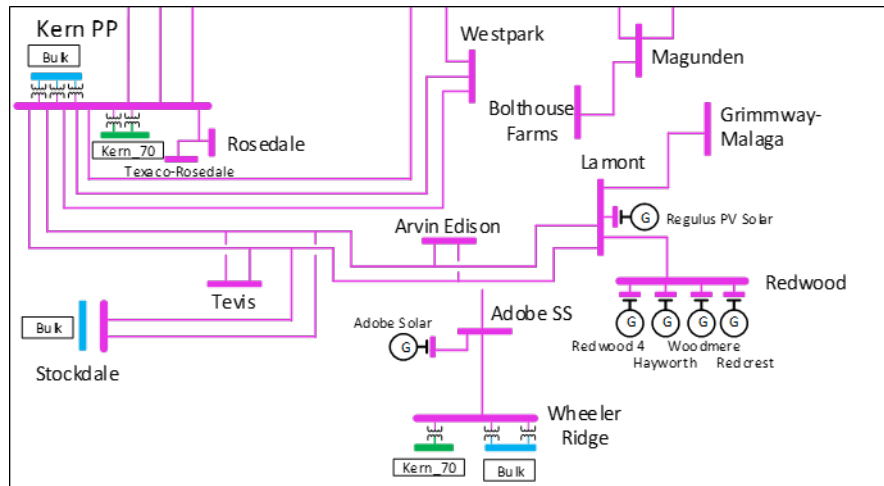 Kern PP
Bulk
Westpark
Magunden
Bolthouse
Farms
Grimmway-
Malaga
Rosedale
Kern_70
Texaco-Rosedale
Lamont
G
Regulus PV Solar
Arvin Edison
Tevis
Redwood
Adobe SS
Adobe Solar
G
G
G
G
G
Redwood 4
Woodmere
Hayworth
Redcrest
Bulk
Stockdale
Wheeler
Ridge
Kern_70
Bulk